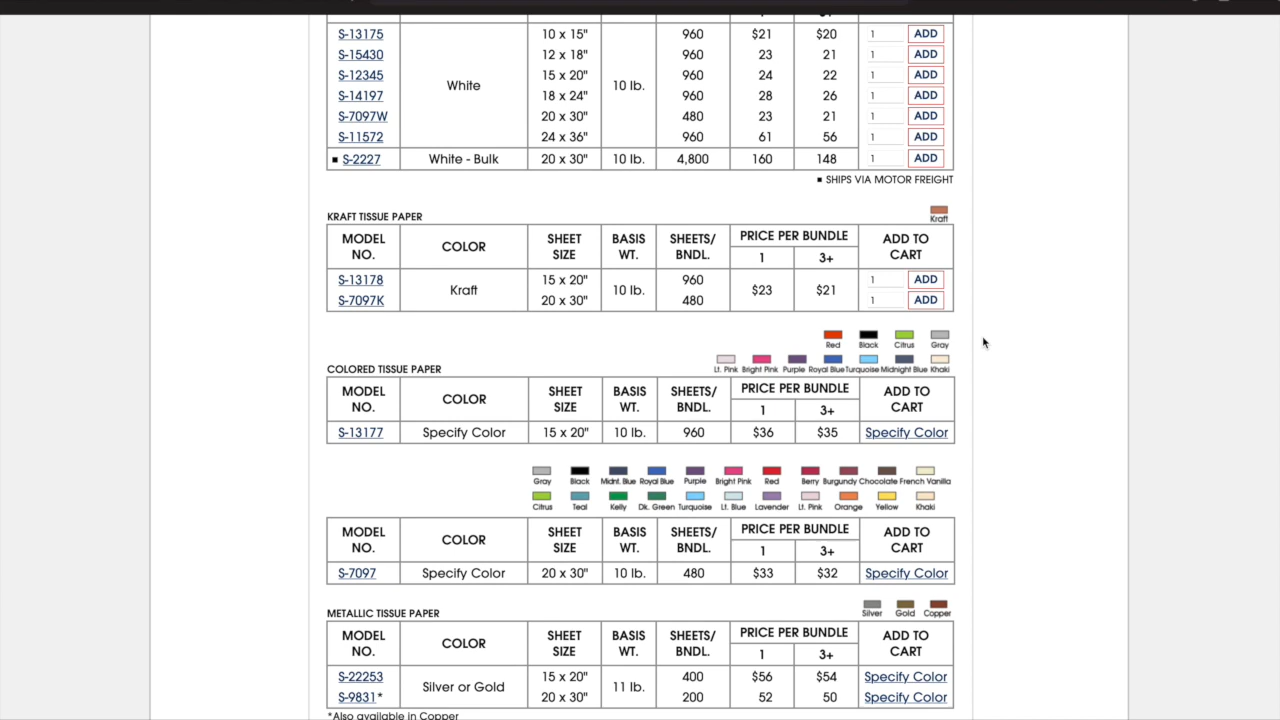 S-13175 10 x 15" 960 $21 $20 1 ADD
S-15430 12 x 18" 960 23 21 1 ADD
S-12345 15 x 20" 960 24 22 1 ADD
White 10 lb.
S-14197 18 x 24" 960 28 26 1 ADD
S-7097W 20 x 30" 480 23 21 1 ADD
S-11572 24 x 36" 960 61 56 1 ADD
■ S-2227 White - Bulk 20 x 30" 10 lb. 4,800 160 148 1 ADD
■ SHIPS VIA MOTOR FREIGHT
Kraft
KRAFT TISSUE PAPER
MODEL NO. COLOR SHEET SIZE BASIS WT. SHEETS/ BNDL. PRICE PER BUNDLE 1 3+ ADD TO CART
S-13178 15 x 20" 960 1 ADD
Kraft 10 lb. $23 $21
S-7097K 20 x 30" 480 1 ADD
Red Black Citrus Gray
Lt. Pink Bright Pink Purple Royal Blue Turquoise Midnight Blue Khaki
COLORED TISSUE PAPER
MODEL NO. COLOR SHEET SIZE BASIS WT. SHEETS/ BNDL. PRICE PER BUNDLE 1 3+ ADD TO CART
S-13177 Specify Color 15 x 20" 10 lb. 960 $36 $35 Specify Color
Gray Black Midnt. Blue Royal Blue Purple Bright Pink Red Berry Burgundy Chocolate French Vanilla
Citrus Teal Kelly Dk. Green Turquoise Lt. Blue Lavender Lt. Pink Orange Yellow Khaki
MODEL NO. COLOR SHEET SIZE BASIS WT. SHEETS/ BNDL. PRICE PER BUNDLE 1 3+ ADD TO CART
S-7097 Specify Color 20 x 30" 10 lb. 480 $33 $32 Specify Color
Silver Gold Copper
METALLIC TISSUE PAPER
MODEL NO. COLOR SHEET SIZE BASIS WT. SHEETS/ BNDL. PRICE PER BUNDLE 1 3+ ADD TO CART
S-22253 15 x 20" 400 $56 $54 Specify Color
Silver or Gold 11 lb.
S-9831* 20 x 30" 200 52 50 Specify Color
*Also available in Copper